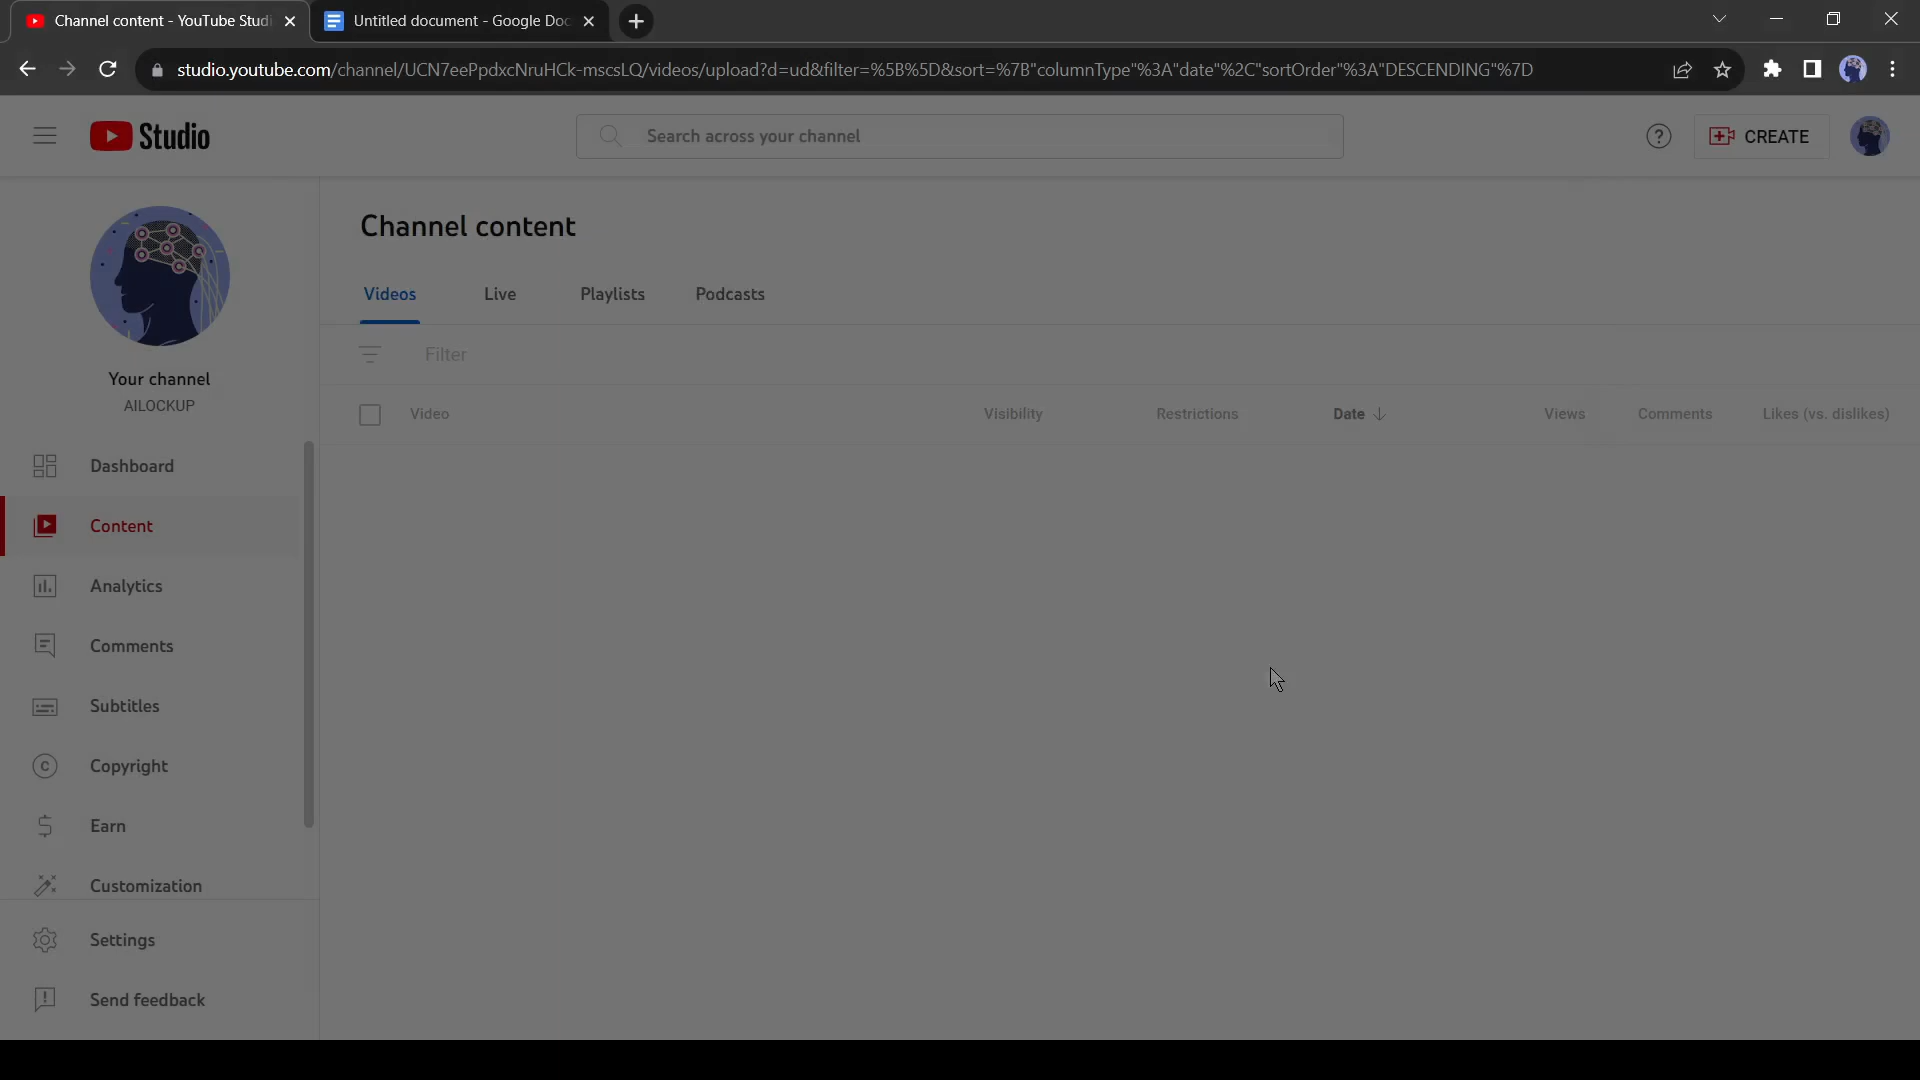 Channel content - YouTube Studi
Untitled document - Google Doc
studio.youtube.com/channel/UCN7eePpdxcNruHCk-mscsLQ/videos/upload?d=ud&filter=%5B%5D&sort=%7B"columnType"%3A"date"%2C"sortOrder"%3A"DESCENDING"%7D
Studio
Search across your channel
CREATE
Your channel
AILOCKUP
Dashboard
Content
Analytics
Comments
Subtitles
Copyright
Earn
Customization
Settings
Send feedback
Channel content
Videos Live Playlists Podcasts
Filter
Video Visibility Restrictions Date Views Comments Likes (vs. dislikes)